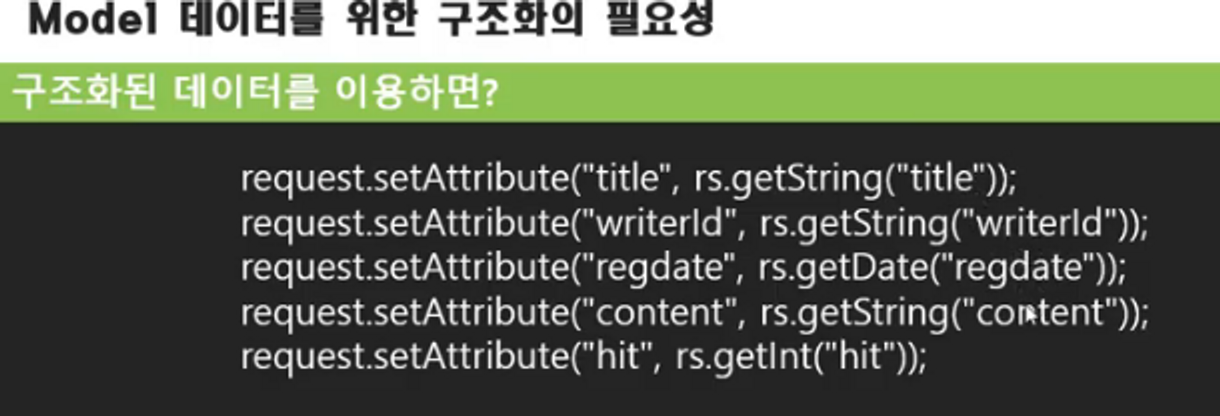 Model 데이터를 위한 구조화의 필요성
구조화된 데이터를 이용하면?
request.setAttribute("title", rs.getString("title"));
request.setAttribute("writerId", rs.getString("writerId"));
request.setAttribute("regdate", rs.getDate("regdate"));
request.setAttribute("content", rs.getString("content"));
request.setAttribute("hit", rs.getInt("hit"));